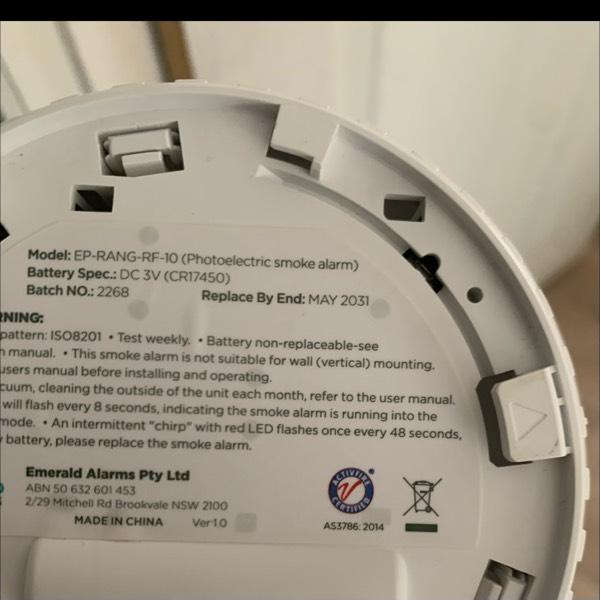 Model: EP-RANG-RF-10 (Photoelectric smoke alarm)
Battery Spec.: DC 3V (CR17450)
Batch NO.: 2268 Replace By End: MAY 2031
RNING:
pattern: ISO8201 • Test weekly. • Battery non-replaceable-see
manual. • This smoke alarm is not suitable for wall (vertical) mounting.
users manual before installing and operating.
cuum, cleaning the outside of the unit each month, refer to the user manual.
will flash every 8 seconds, indicating the smoke alarm is running into the
mode. • An intermittent "chirp" with red LED flashes once every 48 seconds,
battery, please replace the smoke alarm.
Emerald Alarms Pty Ltd
ABN 50 632 601 453
2/29 Mitchell Rd Brookvale NSW 2100
MADE IN CHINA Ver1.0
ACTIVFIRE
CERTIFIED
®
AS3786: 2014